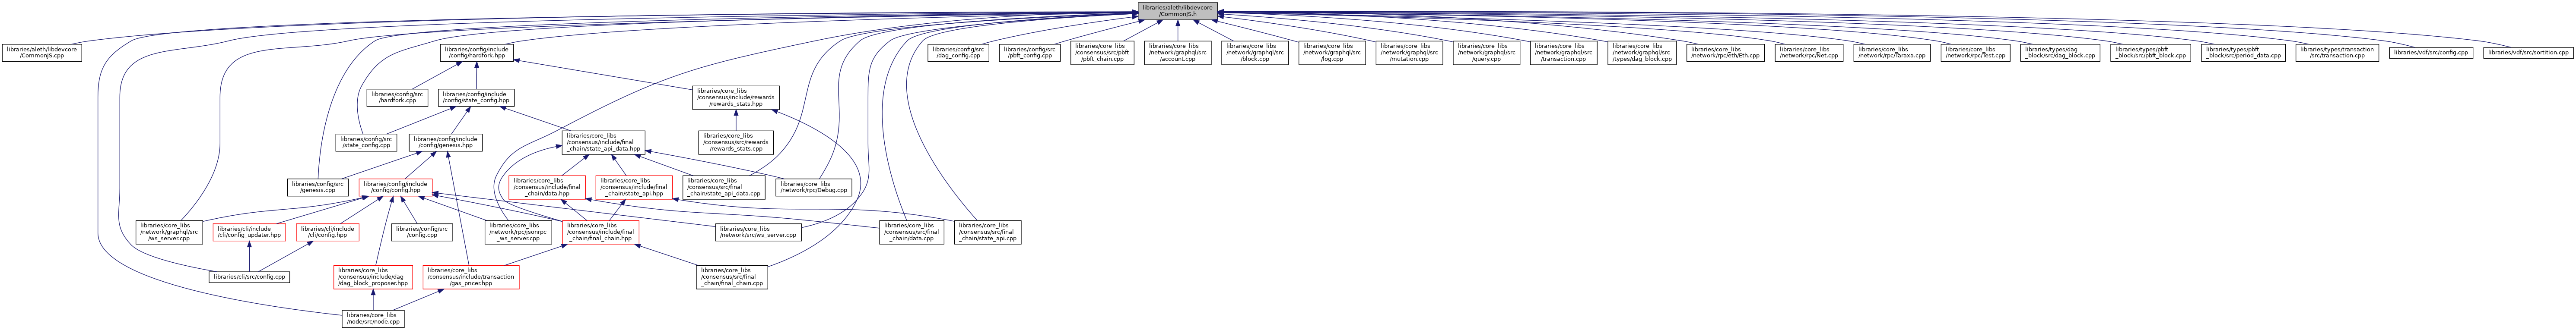 libraries/aleth/libdevcore
/CommonJS.h
libraries/aleth/libdevcore
/CommonJS.cpp
libraries/config/include
/config/hardfork.hpp
libraries/config/src
/dag_config.cpp
libraries/config/src
/pbft_config.cpp
libraries/core_libs
/consensus/src/pbft
/pbft_chain.cpp
libraries/core_libs
/network/graphql/src
/account.cpp
libraries/core_libs
/network/graphql/src
/block.cpp
libraries/core_libs
/network/graphql/src
/log.cpp
libraries/core_libs
/network/graphql/src
/mutation.cpp
libraries/core_libs
/network/graphql/src
/query.cpp
libraries/core_libs
/network/graphql/src
/transaction.cpp
libraries/core_libs
/network/graphql/src
/types/dag_block.cpp
libraries/core_libs
/network/rpc/eth/Eth.cpp
libraries/core_libs
/network/rpc/Net.cpp
libraries/core_libs
/network/rpc/Taraxa.cpp
libraries/core_libs
/network/rpc/Test.cpp
libraries/types/dag
_block/src/dag_block.cpp
libraries/types/pbft
_block/src/pbft_block.cpp
libraries/types/pbft
_block/src/period_data.cpp
libraries/types/transaction
/src/transaction.cpp
libraries/vdf/src/config.cpp
libraries/vdf/src/sortition.cpp
libraries/config/src
/hardfork.cpp
libraries/config/include
/config/state_config.hpp
libraries/core_libs
/consensus/include/rewards
/rewards_stats.hpp
libraries/config/src
/state_config.cpp
libraries/config/include
/config/genesis.hpp
libraries/core_libs
/consensus/include/final
_chain/state_api_data.hpp
libraries/core_libs
/consensus/src/rewards
/rewards_stats.cpp
libraries/config/src
/genesis.cpp
libraries/config/include
/config/config.hpp
libraries/core_libs
/consensus/include/final
_chain/data.hpp
libraries/core_libs
/consensus/include/final
_chain/state_api.hpp
libraries/core_libs
/consensus/src/final
_chain/state_api_data.cpp
libraries/core_libs
/network/rpc/Debug.cpp
libraries/core_libs
/network/graphql/src
/ws_server.cpp
libraries/cli/include
/cli/config_updater.hpp
libraries/cli/include
/cli/config.hpp
libraries/config/src
/config.cpp
libraries/core_libs
/network/rpc/jsonrpc
_ws_server.cpp
libraries/core_libs
/consensus/include/final
_chain/final_chain.hpp
libraries/core_libs
/network/src/ws_server.cpp
libraries/core_libs
/consensus/src/final
_chain/data.cpp
libraries/core_libs
/consensus/src/final
_chain/state_api.cpp
libraries/cli/src/config.cpp
libraries/core_libs
/consensus/include/dag
/dag_block_proposer.hpp
libraries/core_libs
/consensus/include/transaction
/gas_pricer.hpp
libraries/core_libs
/consensus/src/final
_chain/final_chain.cpp
libraries/core_libs
/node/src/node.cpp